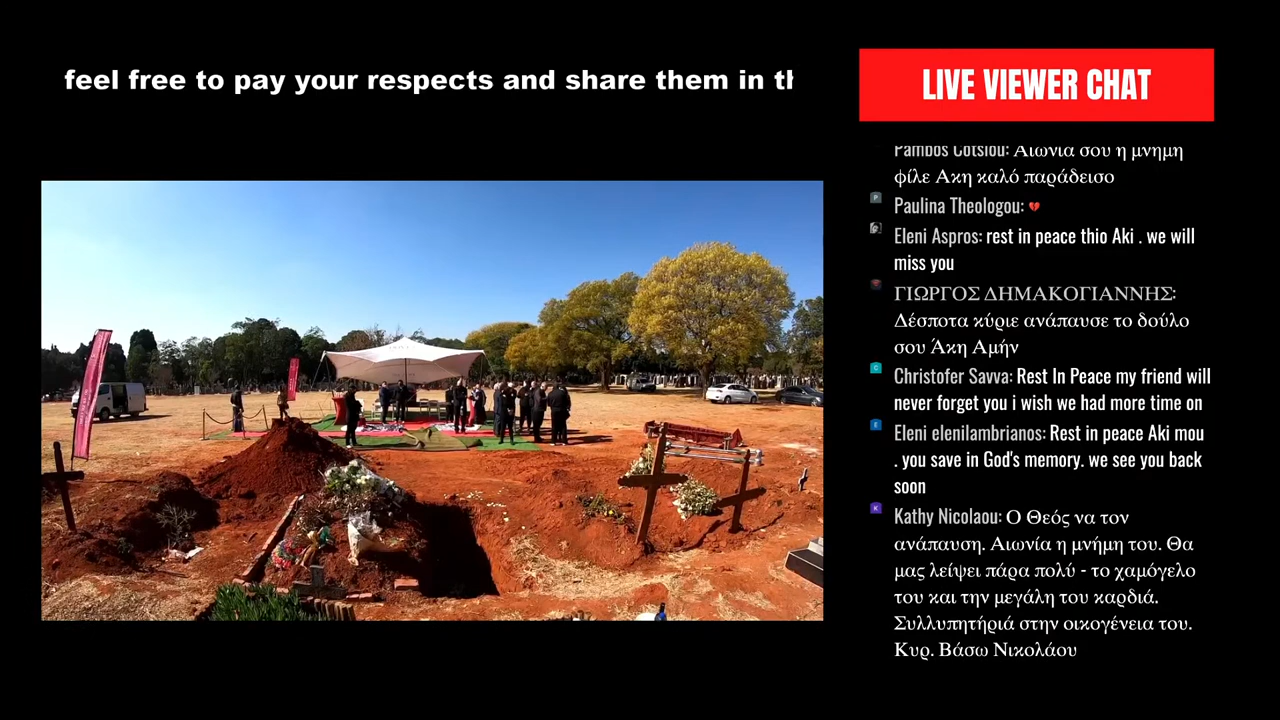 feel free to pay your respects and share them in th
LIVE VIEWER CHAT
Pambos Cotsiou: Αιωνια σου η μνημη
φίλε Ακη καλό παράδεισο
Paulina Theologou: 💔
Eleni Aspros: rest in peace thio Aki . we will
miss you
ΓΙΩΡΓΟΣ ΔΗΜΑΚΟΓΙΑΝΝΗΣ:
Δέσποτα κύριε ανάπαυσε το δούλο
σου Άκη Αμήν
Christofer Savva: Rest In Peace my friend will
never forget you i wish we had more time on
Eleni elenilambrianos: Rest in peace Aki mou
. you save in God's memory. we see you back
soon
Kathy Nicolaou: Ο Θεός να τον
ανάπαυση. Αιωνία η μνήμη του. Θα
μας λείψει πάρα πολύ - το χαμόγελο
του και την μεγάλη του καρδιά.
Συλλυπητήριά στην οικογένεια του.
Κυρ. Βάσω Νικολάου